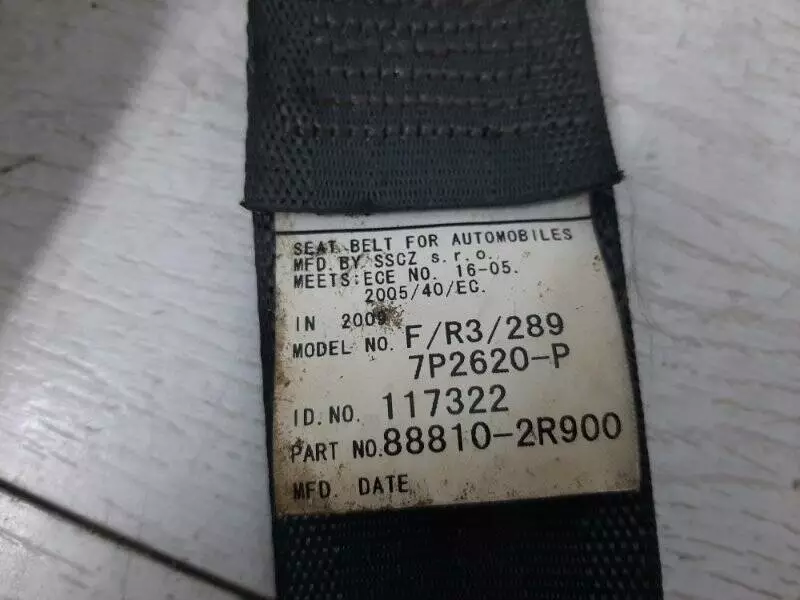 SEAT BELT FOR AUTOMOBILES
MFD. BY SSCZ s. r. o.
MEETS:ECE NO. 16-05.
2005/40/EC.
IN 2009
MODEL NO. F/R3/289
7P2620-P
ID. NO. 117322
PART NO. 88810-2R900
MFD. DATE